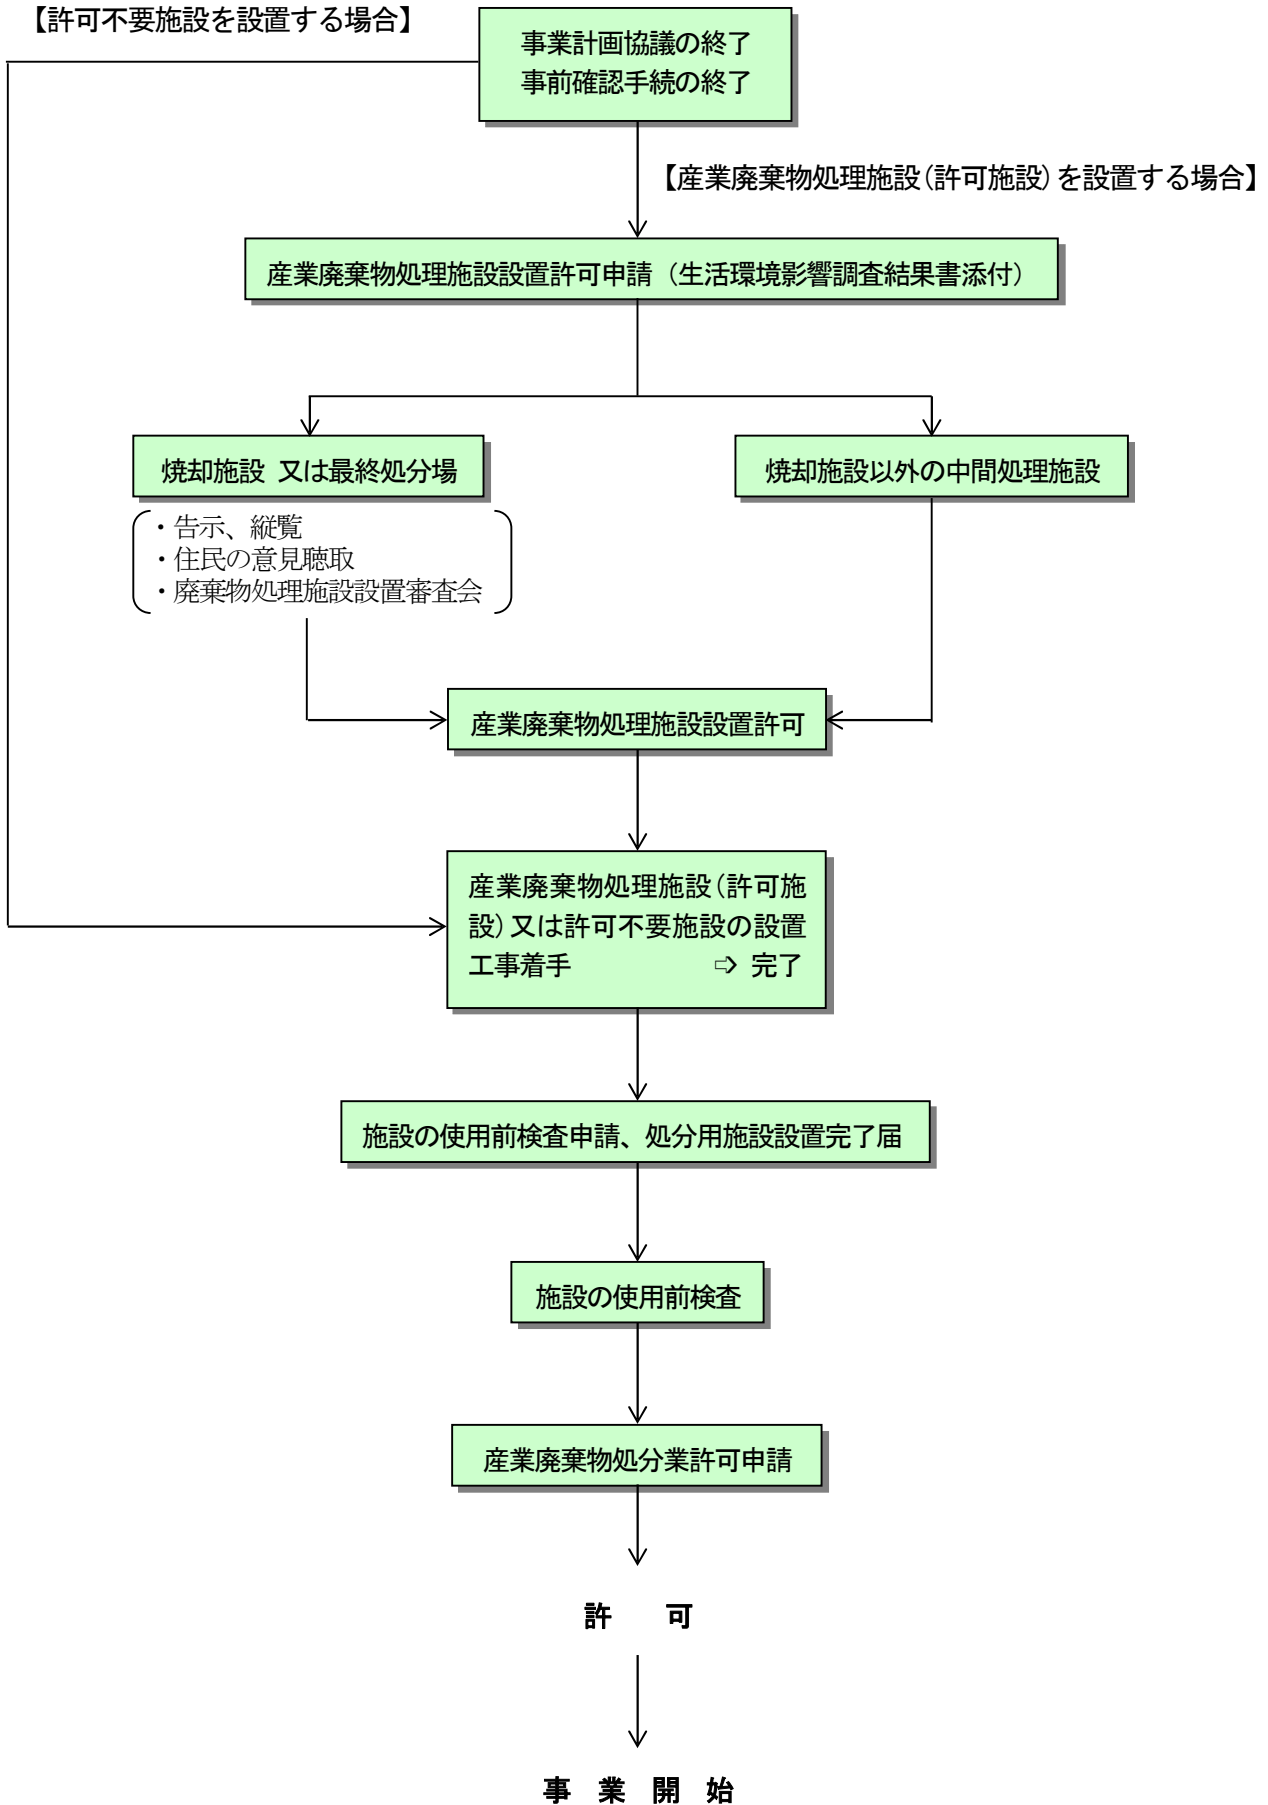 【許可不要施設を設置する場合】
事業計画協議の終了
事前確認手続の終了
【産業廃棄物処理施設(許可施設)を設置する場合】
産業廃棄物処理施設設置許可申請（生活環境影響調査結果書添付）
焼却施設 又は最終処分場
焼却施設以外の中間処理施設
・告示、縦覧
・住民の意見聴取
・廃棄物処理施設設置審査会
産業廃棄物処理施設設置許可
産業廃棄物処理施設(許可施
設)又は許可不要施設の設置
工事着手 ➩ 完了
施設の使用前検査申請、処分用施設設置完了届
施設の使用前検査
産業廃棄物処分業許可申請
許　可
事　業　開　始